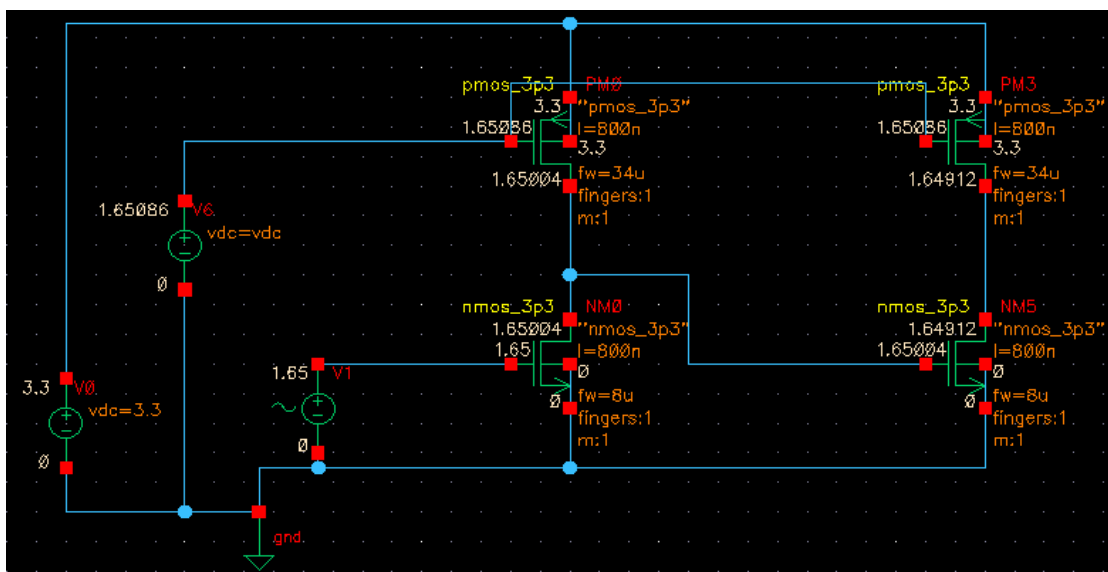 pmos_3p3 PM0
3.3 "pmos_3p3"
1.65086 l=800n
3.3
1.65004 fw=34u
fingers:1
m:1
pmos_3p3 PM3
3.3 "pmos_3p3"
1.65086 l=800n
3.3
1.64912 fw=34u
fingers:1
m:1
1.65086 V6
vdc=vdc
0
nmos_3p3 NM0
1.65004 "nmos_3p3"
1.65 l=800n
0
fw=8u
0 fingers:1
m:1
nmos_3p3 NM5
1.64912 "nmos_3p3"
1.65004 l=800n
0
fw=8u
0 fingers:1
m:1
1.65 V1
0
3.3 V0
vdc=3.3
0
gnd